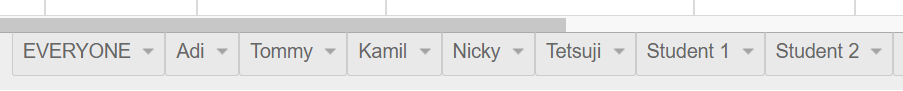 EVERYONE Adi Tommy Kamil Nicky Tetsuji Student 1 Student 2